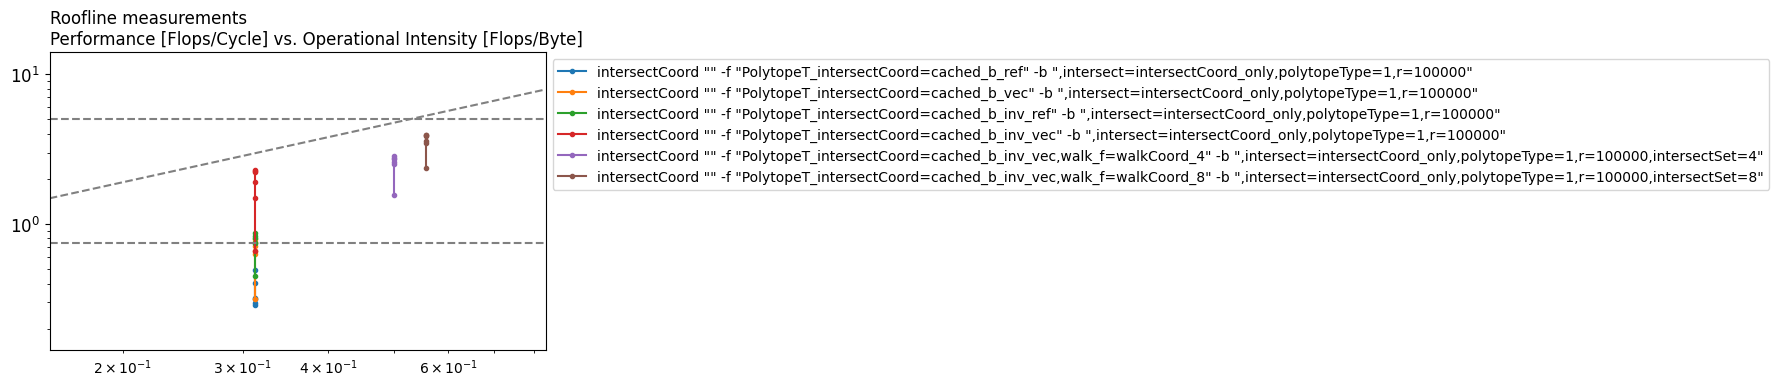 Roofline measurements
Performance [Flops/Cycle] vs. Operational Intensity [Flops/Byte]
10¹
10⁰
2 × 10⁻¹
3 × 10⁻¹
4 × 10⁻¹
6 × 10⁻¹
intersectCoord "" -f "PolytopeT_intersectCoord=cached_b_ref" -b ",intersect=intersectCoord_only,polytopeType=1,r=100000"
intersectCoord "" -f "PolytopeT_intersectCoord=cached_b_vec" -b ",intersect=intersectCoord_only,polytopeType=1,r=100000"
intersectCoord "" -f "PolytopeT_intersectCoord=cached_b_inv_ref" -b ",intersect=intersectCoord_only,polytopeType=1,r=100000"
intersectCoord "" -f "PolytopeT_intersectCoord=cached_b_inv_vec" -b ",intersect=intersectCoord_only,polytopeType=1,r=100000"
intersectCoord "" -f "PolytopeT_intersectCoord=cached_b_inv_vec,walk_f=walkCoord_4" -b ",intersect=intersectCoord_only,polytopeType=1,r=100000,intersectSet=4"
intersectCoord "" -f "PolytopeT_intersectCoord=cached_b_inv_vec,walk_f=walkCoord_8" -b ",intersect=intersectCoord_only,polytopeType=1,r=100000,intersectSet=8"